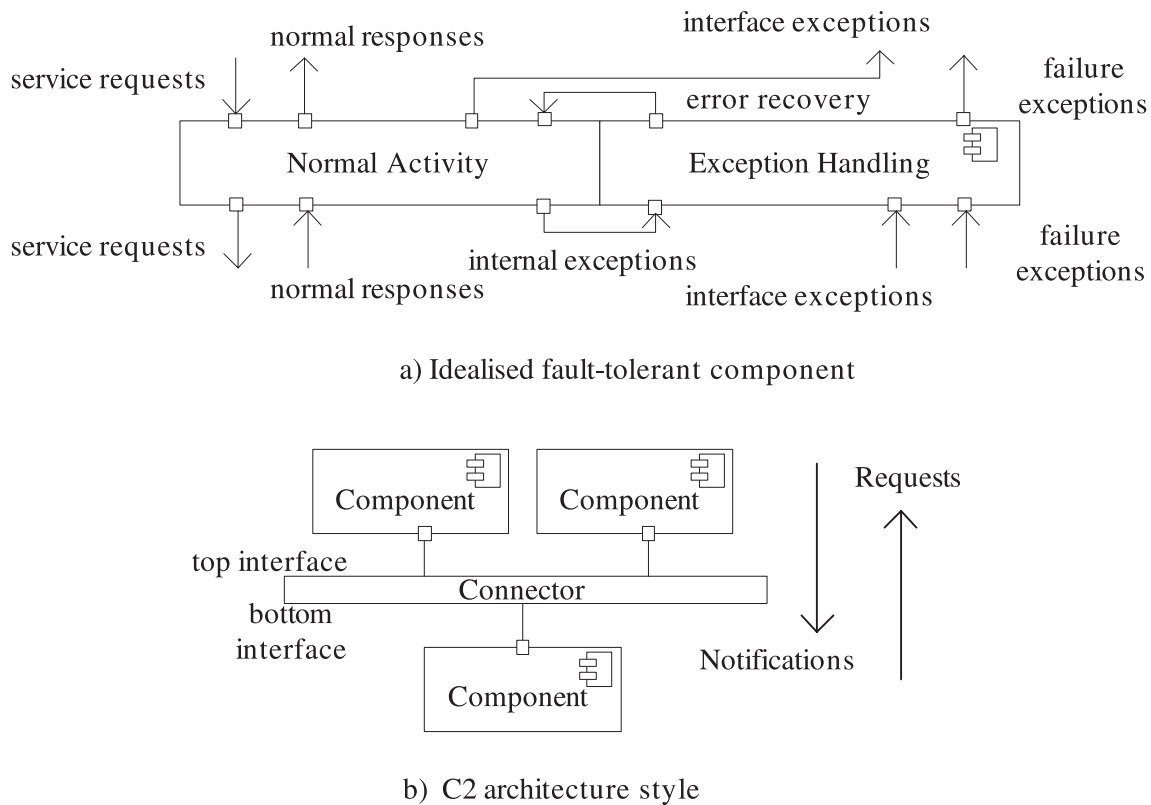 interface exceptions
normal responses
service requests
failure
exceptions
error recovery
Normal Activity
Exception Handling
service requests
normal responses
internal exceptions
interface exceptions
failure
exceptions
a) Idealised fault-tolerant component
Component
Component
Requests
top interface
Connector
bottom
interface
Notifications
Component
b) C2 architecture style